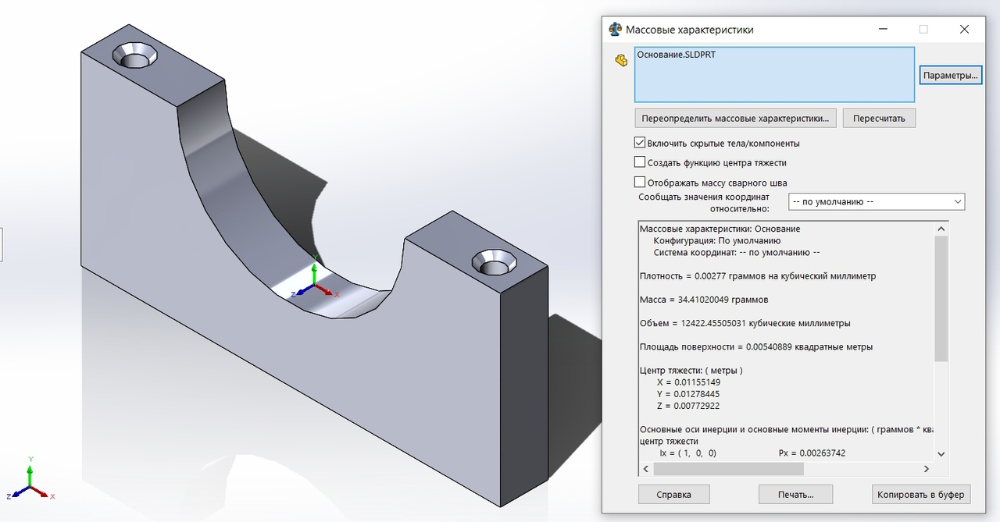 Массовые характеристики
Основание.SLDPRT
Параметры...
Переопределить массовые характеристики...
Пересчитать
Включить скрытые тела/компоненты
Создать функцию центра тяжести
Отображать массу сварного шва
Сообщать значения координат
относительно:
-- по умолчанию --
Массовые характеристики: Основание
Конфигурация: По умолчанию
Система координат: -- по умолчанию --
Плотность = 0.00277 граммов на кубический миллиметр
Масса = 34.41020049 граммов
Объем = 12422.45505031 кубические миллиметры
Площадь поверхности = 0.00540889 квадратные метры
Центр тяжести: ( метры )
X = 0.01155149
Y = 0.01278445
Z = 0.00772922
Основные оси инерции и основные моменты инерции: ( граммов * ква
центр тяжести
Ix = ( 1, 0, 0) Px = 0.00263742
Справка
Печать...
Копировать в буфер
Y
Z
X
Y
Z
X